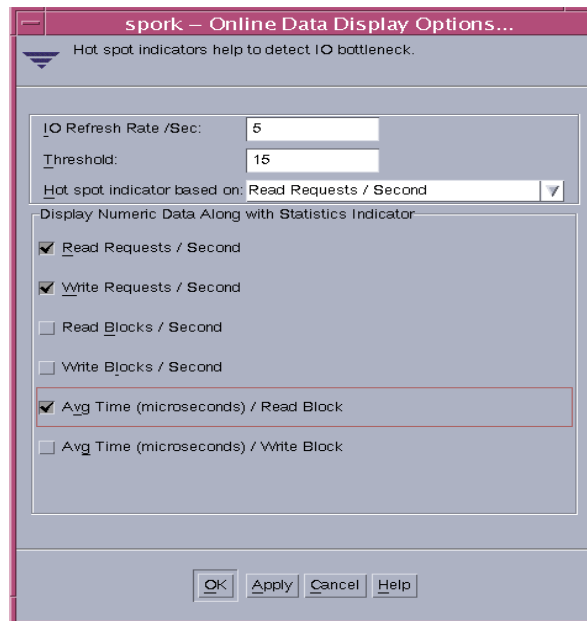 spork – Online Data Display Options...
Hot spot indicators help to detect IO bottleneck.
IO Refresh Rate /Sec: 5
Threshold: 15
Hot spot indicator based on: Read Requests / Second
Display Numeric Data Along with Statistics Indicator
Read Requests / Second
Write Requests / Second
Read Blocks / Second
Write Blocks / Second
Avg Time (microseconds) / Read Block
Avg Time (microseconds) / Write Block
OK Apply Cancel Help